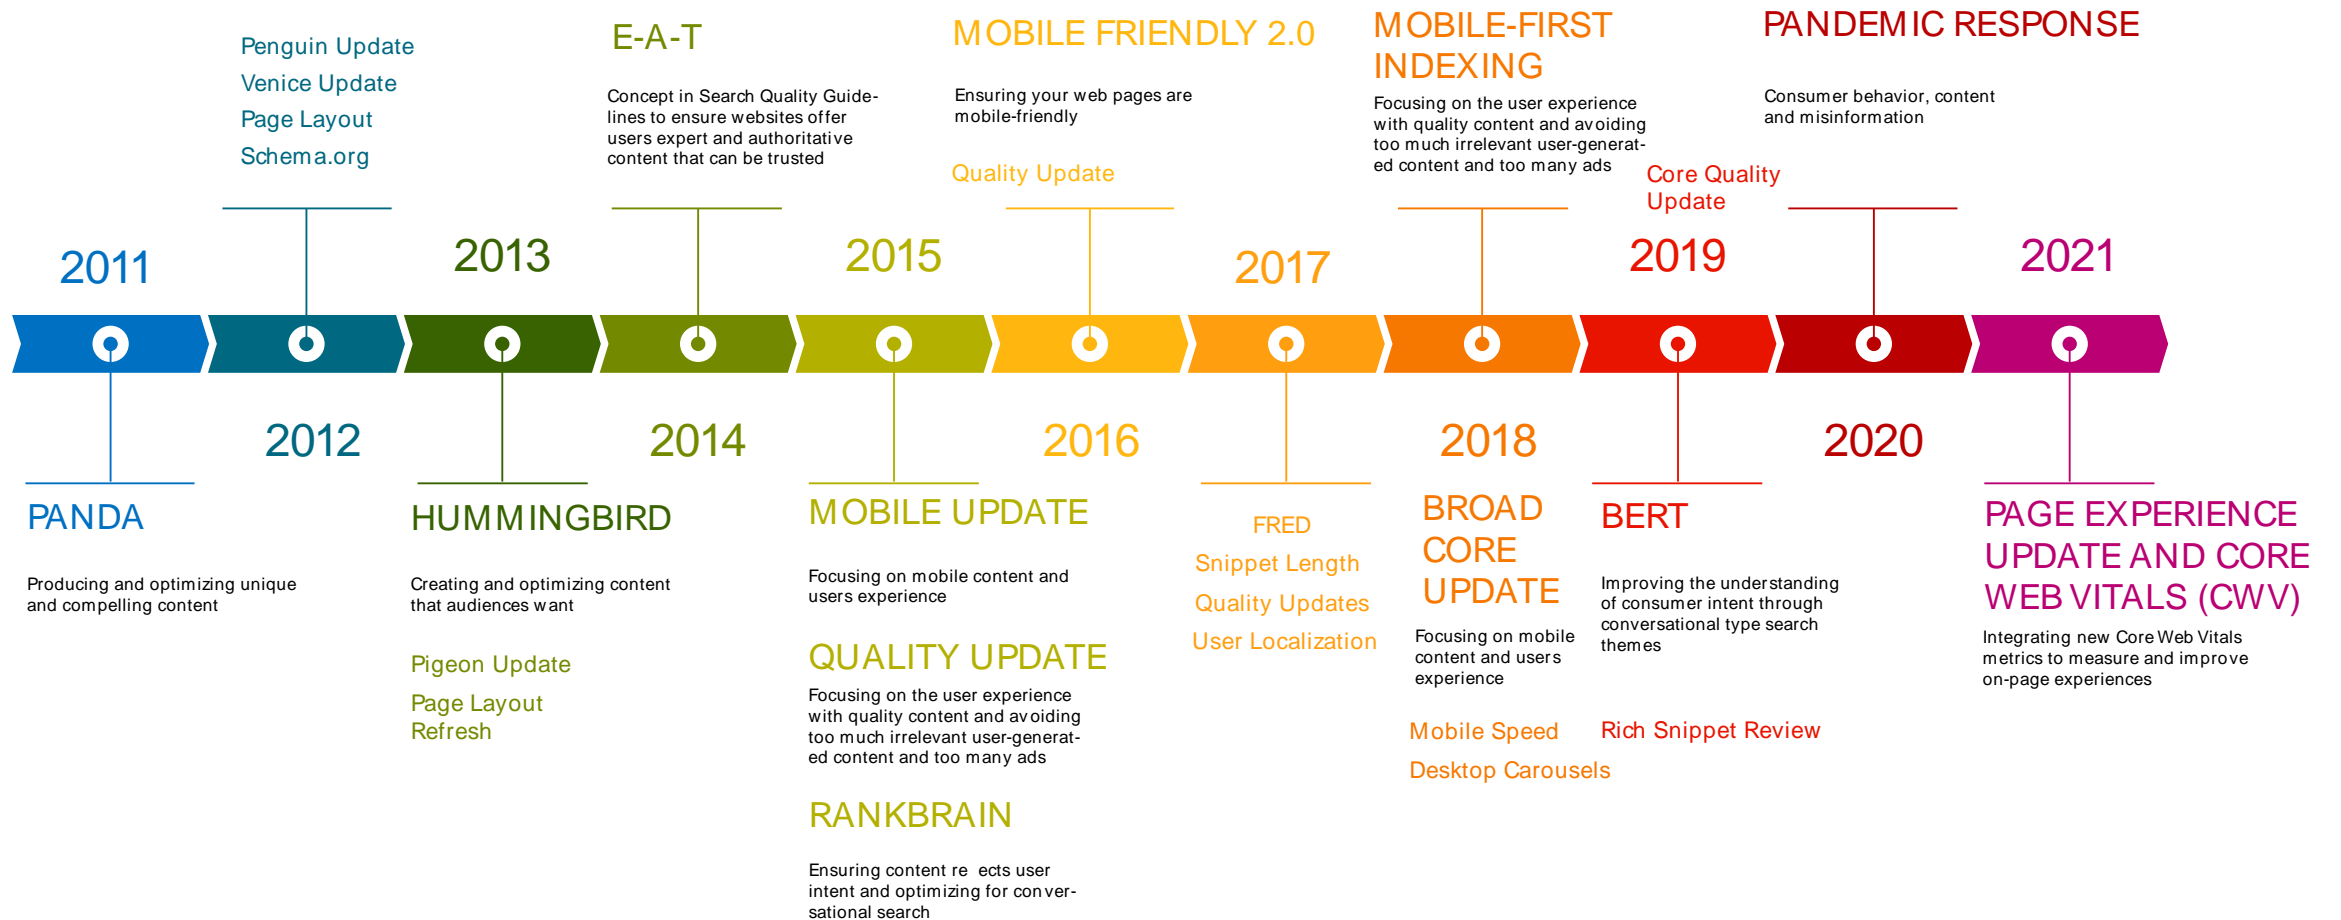 Penguin Update
Venice Update
Page Layout
Schema.org
E-A-T
Concept in Search Quality Guide-
lines to ensure websites offer
users expert and authoritative
content that can be trusted
MOBILE FRIENDLY 2.0
Ensuring your web pages are
mobile-friendly
Quality Update
MOBILE-FIRST
INDEXING
Focusing on the user experience
with quality content and avoiding
too much irrelevant user-generat-
ed content and too many ads
Core Quality
Update
PANDEMIC RESPONSE
Consumer behavior, content
and misinformation
2011
2013
2015
2017
2019
2021
2012
2014
2016
2018
2020
PANDA
Producing and optimizing unique
and compelling content
HUMMINGBIRD
Creating and optimizing content
that audiences want
Pigeon Update
Page Layout
Refresh
MOBILE UPDATE
Focusing on mobile content and
users experience
QUALITY UPDATE
Focusing on the user experience
with quality content and avoiding
too much irrelevant user-generat-
ed content and too many ads
RANKBRAIN
Ensuring content re ects user
intent and optimizing for conver-
sational search
FRED
Snippet Length
Quality Updates
User Localization
BROAD
CORE
UPDATE
Focusing on mobile
content and users
experience
Mobile Speed
Desktop Carousels
BERT
Improving the understanding
of consumer intent through
conversational type search
themes
Rich Snippet Review
PAGE EXPERIENCE
UPDATE AND CORE
WEB VITALS (CWV)
Integrating new Core Web Vitals
metrics to measure and improve
on-page experiences